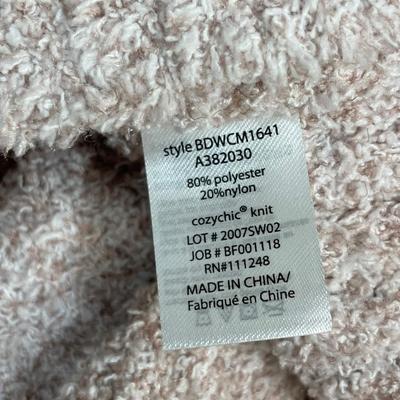 style BDWCM1641
A382030
80% polyester
20%nylon
cozychic® knit
LOT # 2007SW02
JOB # BF001118
RN#111248
MADE IN CHINA/
Fabriqué en Chine